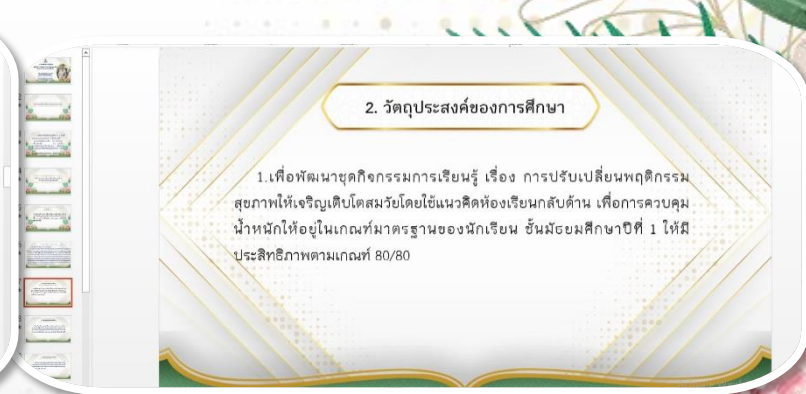 2. วัตถุประสงค์ของการศึกษา
1.เพื่อพัฒนาชุดกิจกรรมการเรียนรู้ เรื่อง การปรับเปลี่ยนพฤติกรรม
สุขภาพให้เจริญเติบโตสมวัยโดยใช้แนวคิดห้องเรียนกลับด้าน เพื่อการควบคุม
น้ำหนักให้อยู่ในเกณฑ์มาตรฐานของนักเรียน ชั้นมัธยมศึกษาปีที่ 1 ให้มี
ประสิทธิภาพตามเกณฑ์ 80/80